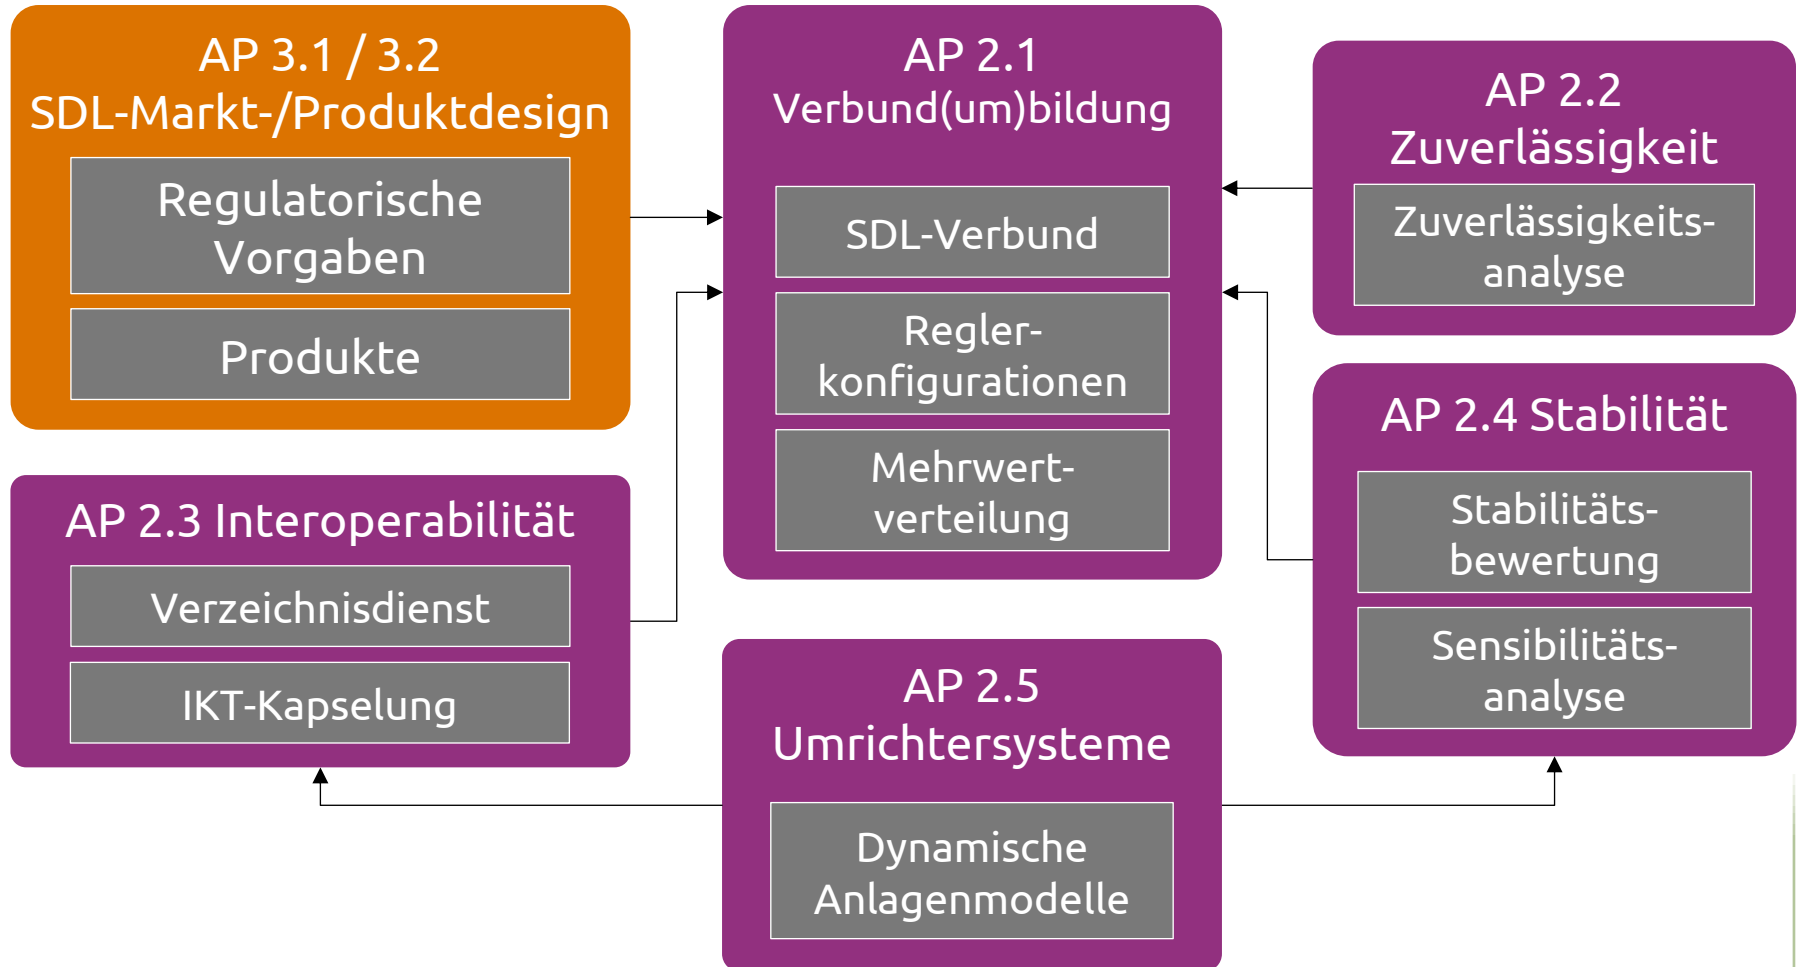 AP 3.1 / 3.2
SDL-Markt-/Produktdesign
Regulatorische
Vorgaben
Produkte
AP 2.1
Verbund(um)bildung
SDL-Verbund
Regler-
konfigurationen
Mehrwert-
verteilung
AP 2.2
Zuverlässigkeit
Zuverlässigkeits-
analyse
AP 2.3 Interoperabilität
Verzeichnisdienst
IKT-Kapselung
AP 2.4 Stabilität
Stabilitäts-
bewertung
Sensibilitäts-
analyse
AP 2.5
Umrichtersysteme
Dynamische
Anlagenmodelle